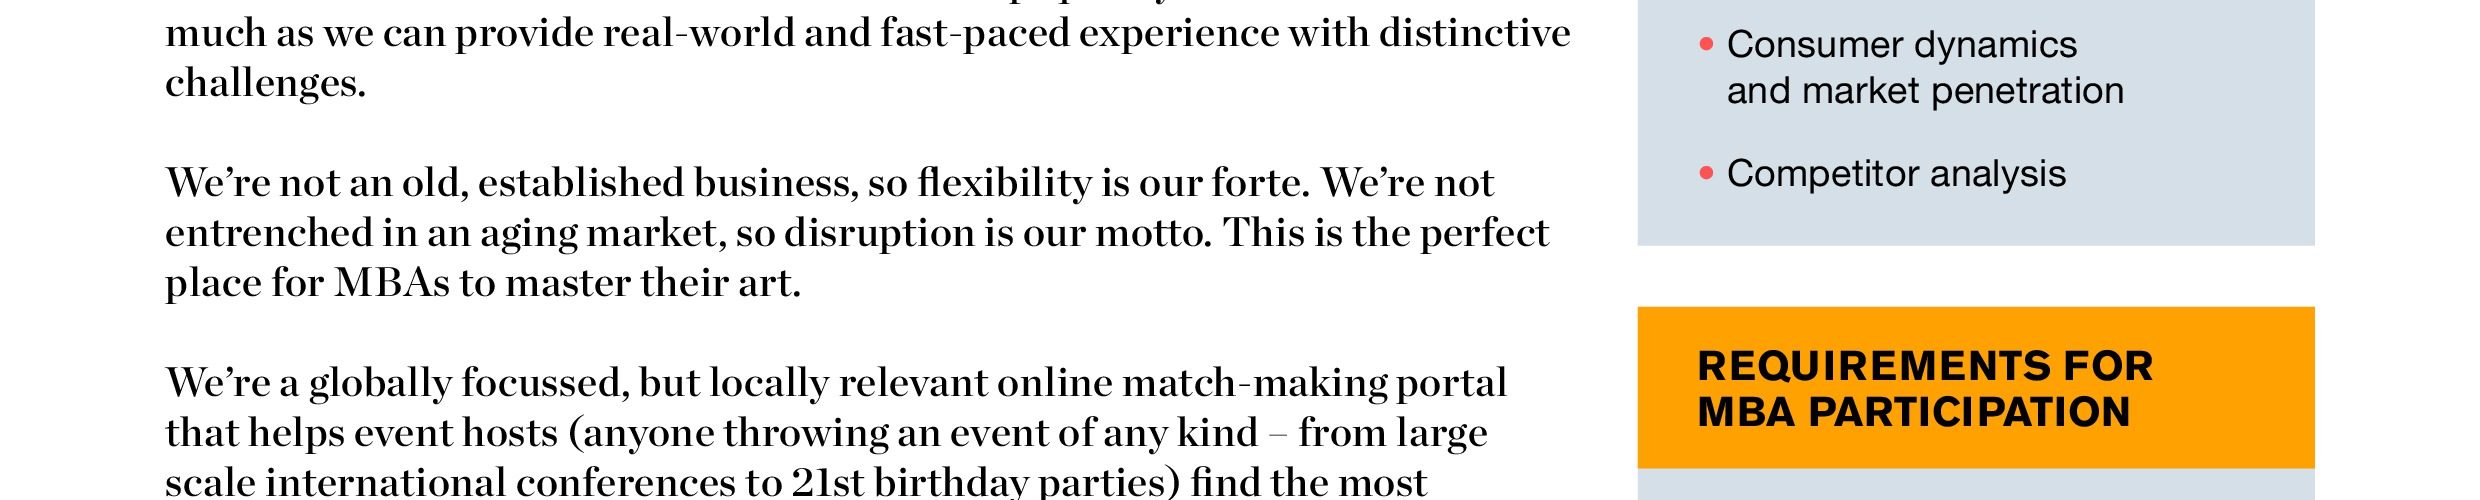 much as we can provide real-world and fast-paced experience with distinctive
challenges.
We’re not an old, established business, so flexibility is our forte. We’re not
entrenched in an aging market, so disruption is our motto. This is the perfect
place for MBAs to master their art.
We’re a globally focussed, but locally relevant online match-making portal
that helps event hosts (anyone throwing an event of any kind – from large
scale international conferences to 21st birthday parties) find the most
• Consumer dynamics
and market penetration
• Competitor analysis
REQUIREMENTS FOR
MBA PARTICIPATION